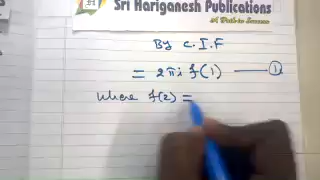 Sri Hariganesh Publications
A Path to Success
By C.I.F
= 2πi f(1) —— ①
where f(z) =